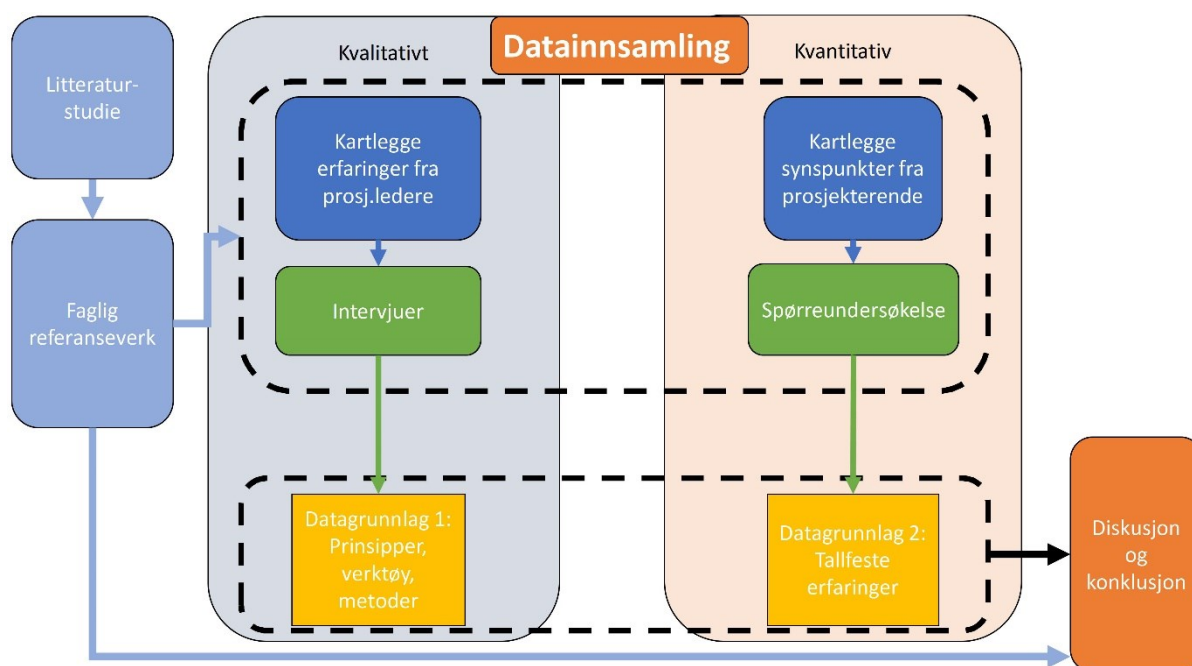 Datainnsamling
Kvalitativt
Kvantitativ
Litteratur-
studie
Faglig
referanseverk
Kartlegge
erfaringer fra
prosj.ledere
Intervjuer
Datagrunnlag 1:
Prinsipper,
verktøy,
metoder
Kartlegge
synspunkter fra
prosjekterende
Spørreundersøkelse
Datagrunnlag 2:
Tallfeste
erfaringer
Diskusjon
og
konklusjon